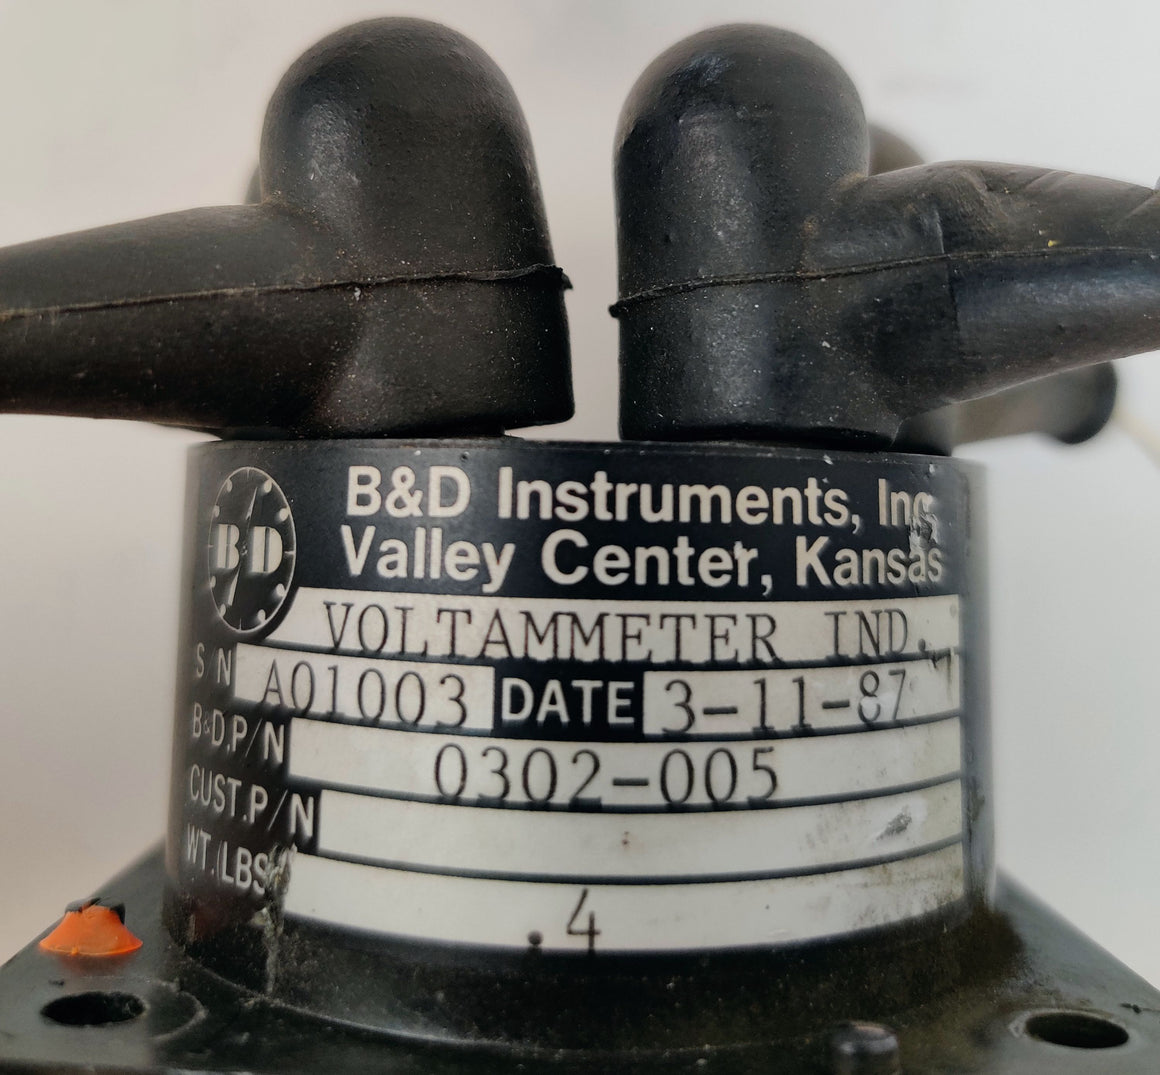 B&D Instruments, Inc.
Valley Center, Kansas
B&D
VOLTAMMETER IND.
S/N A01003 DATE 3-11-87
B&D.P/N 0302-005
CUST.P/N
WT.(LBS.) .4